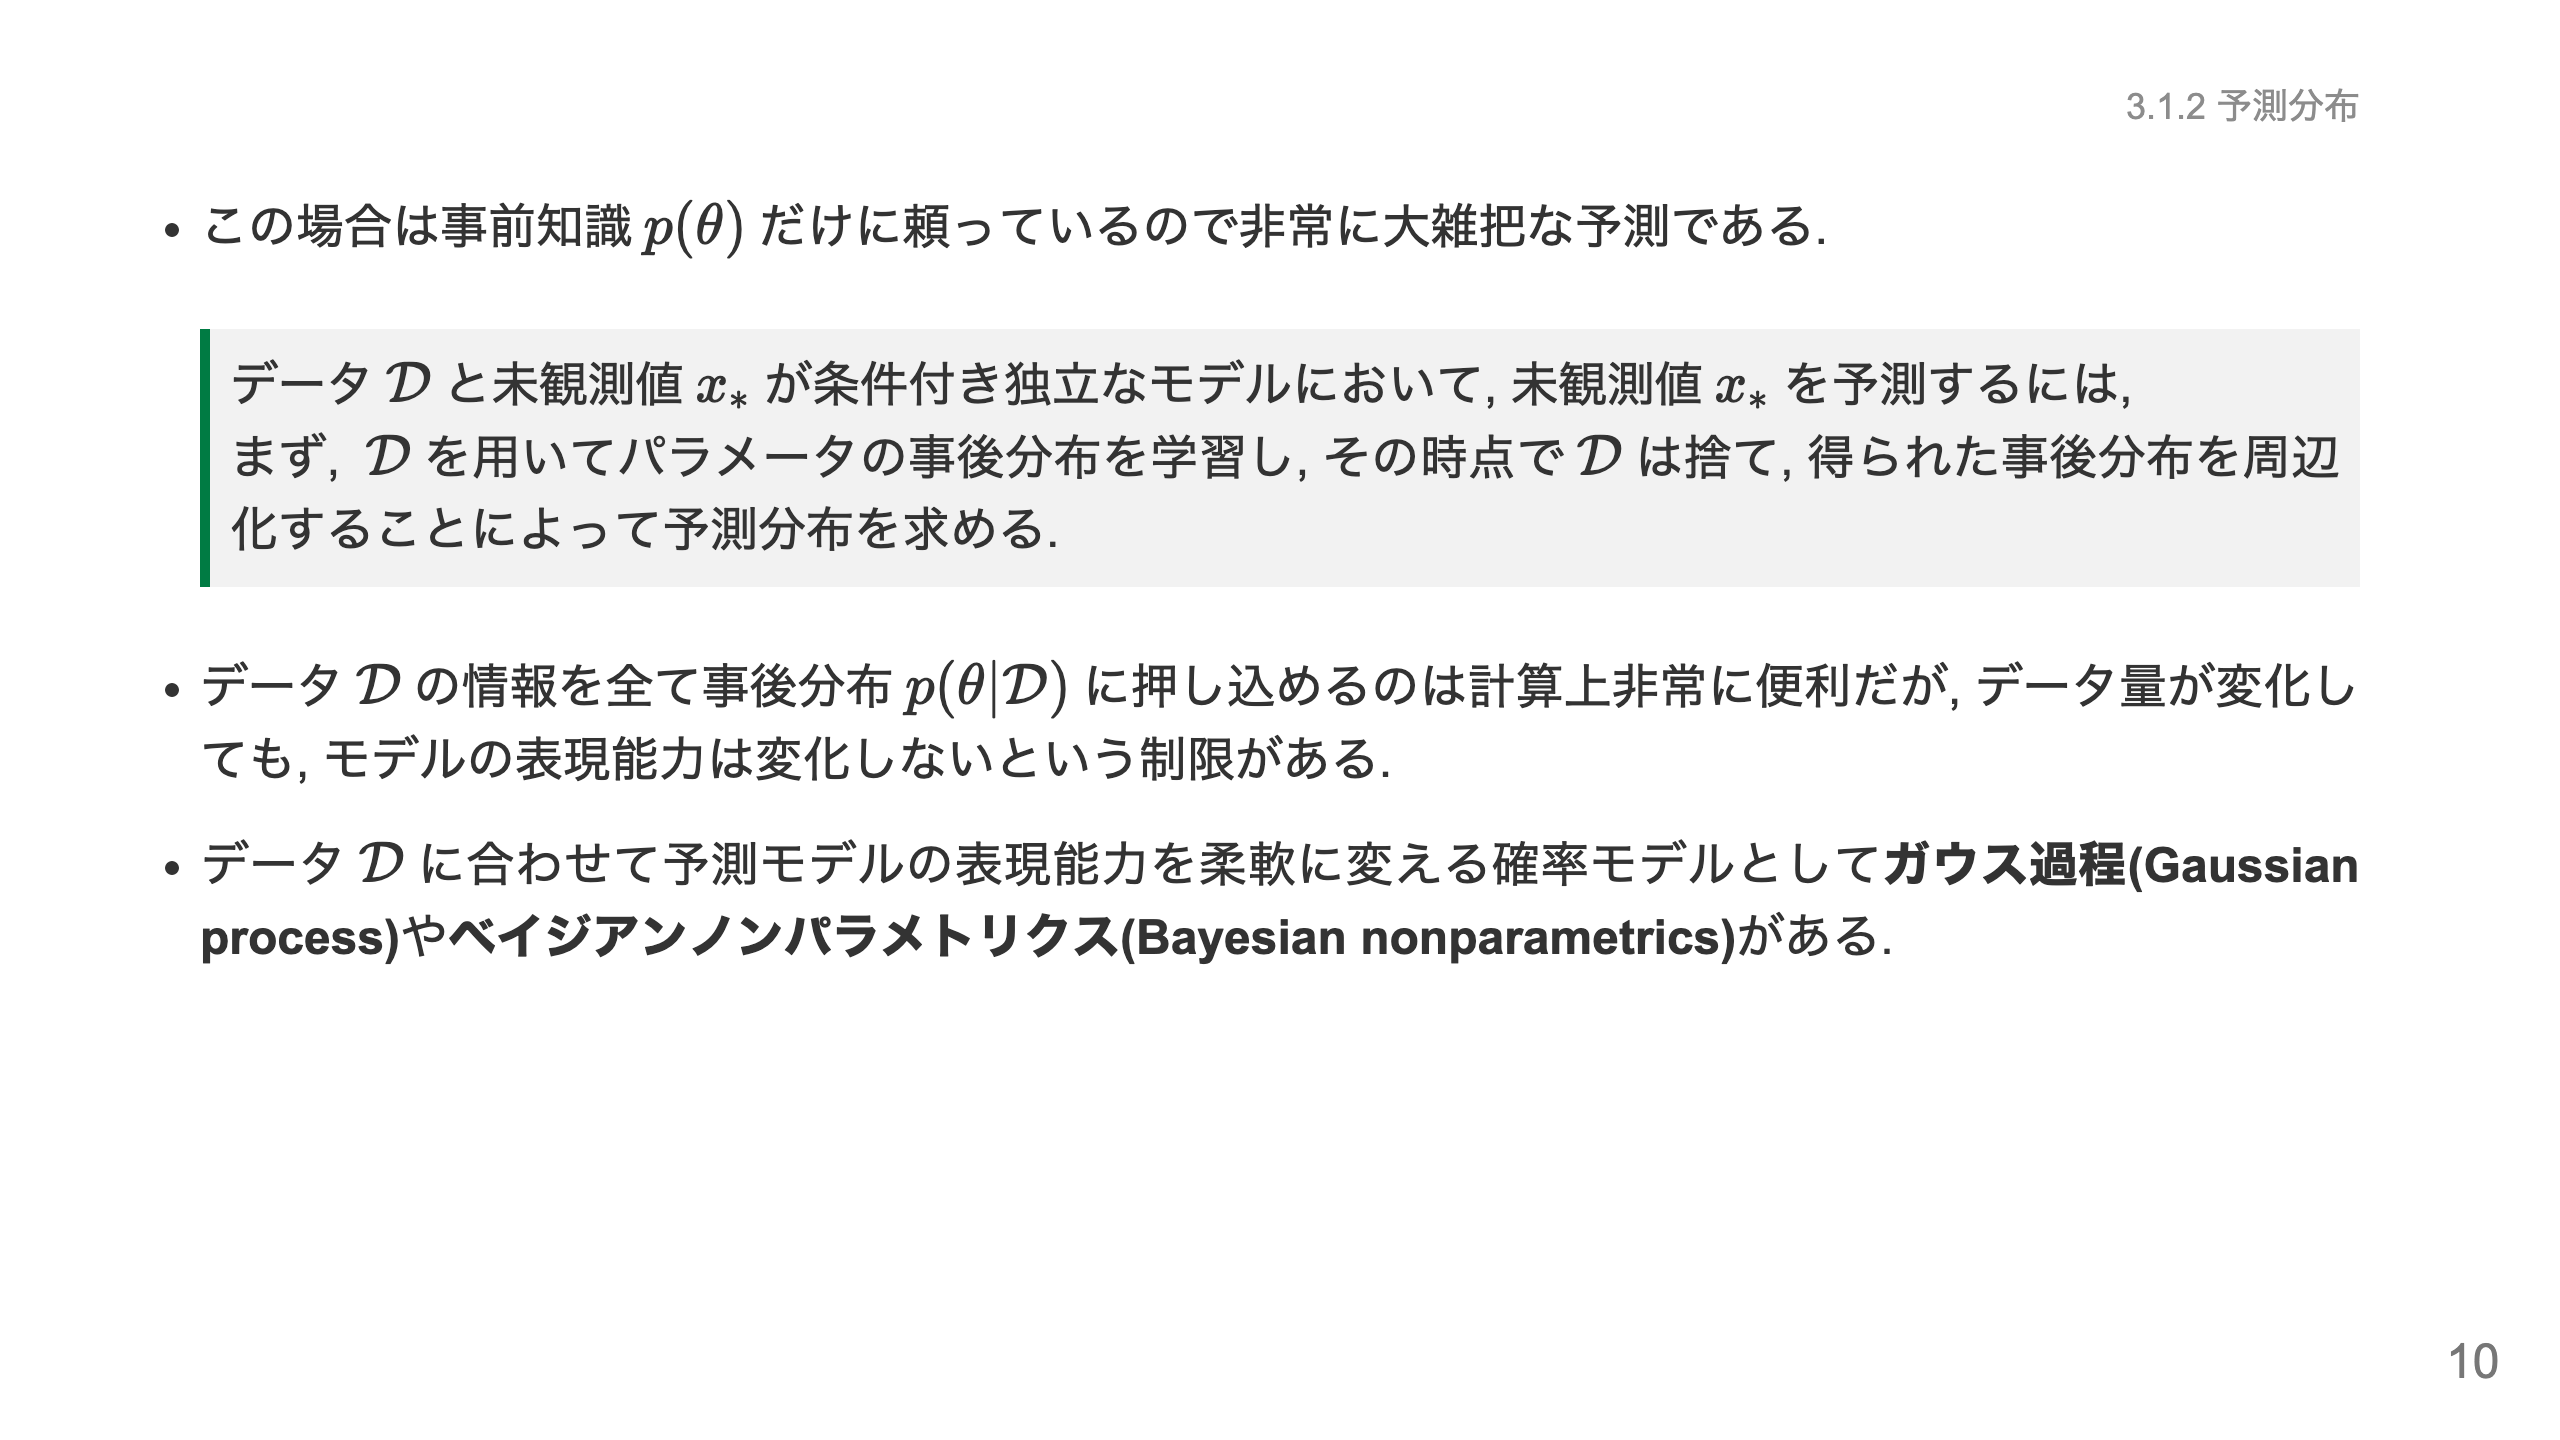 3.1.2 予測分布
• この場合は事前知識 p(θ) だけに頼っているので非常に大雑把な予測である.
データ 𝒟 と未観測値 x∗ が条件付き独立なモデルにおいて, 未観測値 x∗ を予測するには,
まず, 𝒟 を用いてパラメータの事後分布を学習し, その時点で 𝒟 は捨て, 得られた事後分布を周辺
化することによって予測分布を求める.
• データ 𝒟 の情報を全て事後分布 p(θ|𝒟) に押し込めるのは計算上非常に便利だが, データ量が変化し
ても, モデルの表現能力は変化しないという制限がある.
• データ 𝒟 に合わせて予測モデルの表現能力を柔軟に変える確率モデルとしてガウス過程(Gaussian
process)やベイジアンノンパラメトリクス(Bayesian nonparametrics)がある.
10